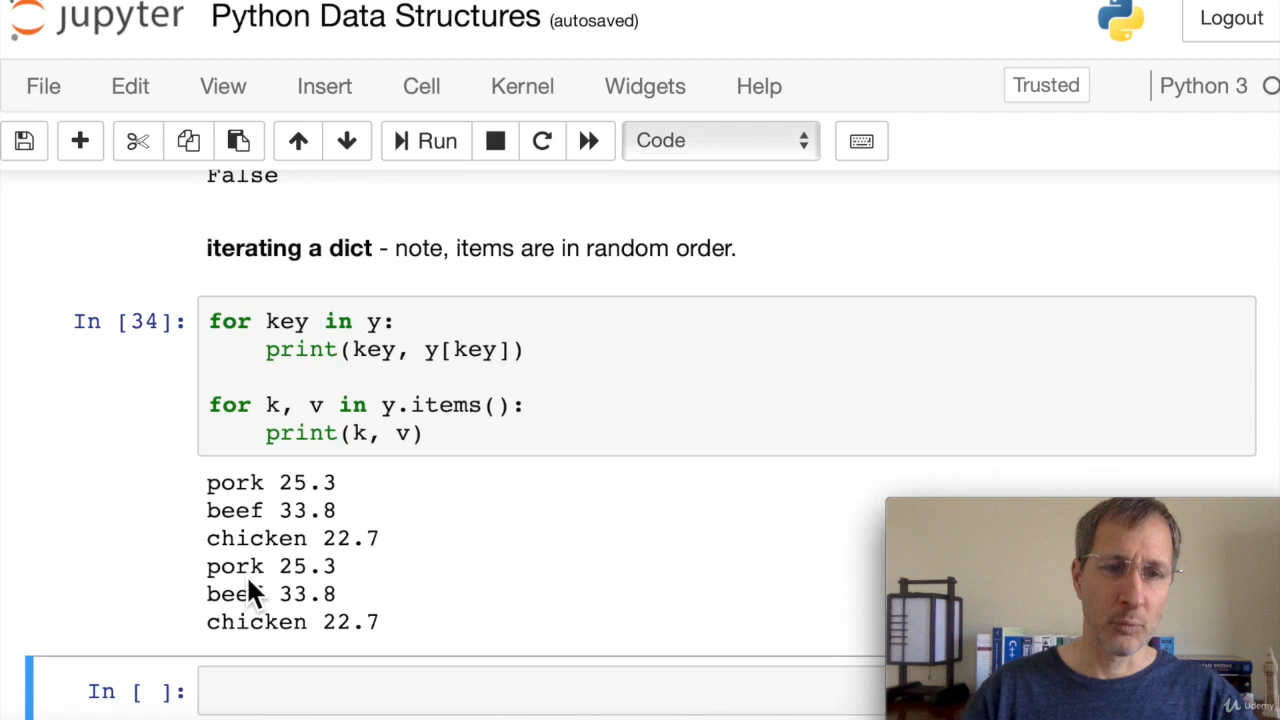 jupyter Python Data Structures (autosaved) Logout
File Edit View Insert Cell Kernel Widgets Help Trusted Python 3
Run Code
False
iterating a dict - note, items are in random order.
In [34]: for key in y:
print(key, y[key])
for k, v in y.items():
print(k, v)
pork 25.3
beef 33.8
chicken 22.7
pork 25.3
beef 33.8
chicken 22.7
In [ ]:
C++
Udemy